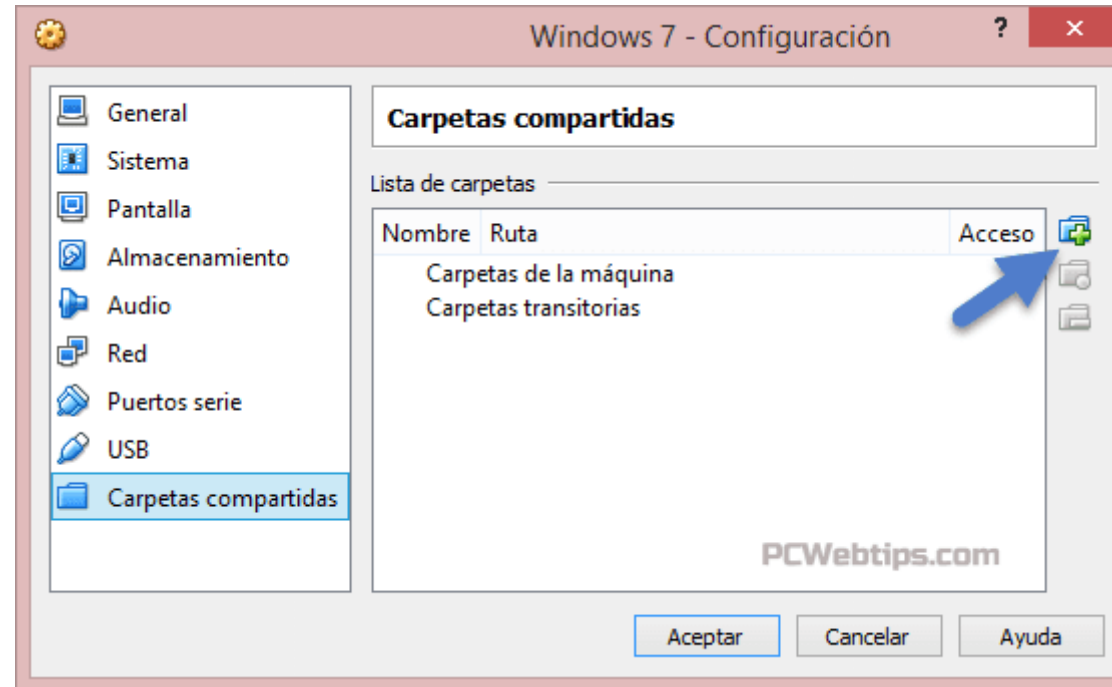 Windows 7 - Configuración
?
×
General
Sistema
Pantalla
Almacenamiento
Audio
Red
Puertos serie
USB
Carpetas compartidas
Carpetas compartidas
Lista de carpetas
Nombre Ruta Acceso
Carpetas de la máquina
Carpetas transitorias
PCWebtips.com
Aceptar Cancelar Ayuda